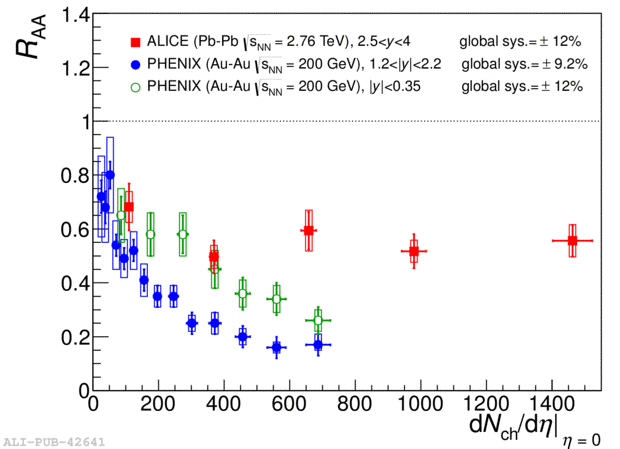 R_AA
1.4
1.2
1
0.8
0.6
0.4
0.2
0
ALICE (Pb-Pb √s_NN = 2.76 TeV), 2.5<y<4 global sys.= ± 12%
PHENIX (Au-Au √s_NN = 200 GeV), 1.2<|y|<2.2 global sys.= ± 9.2%
PHENIX (Au-Au √s_NN = 200 GeV), |y|<0.35 global sys.= ± 12%
0 200 400 600 800 1000 1200 1400
dN_ch/dη|_η = 0
ALI-PUB-42641